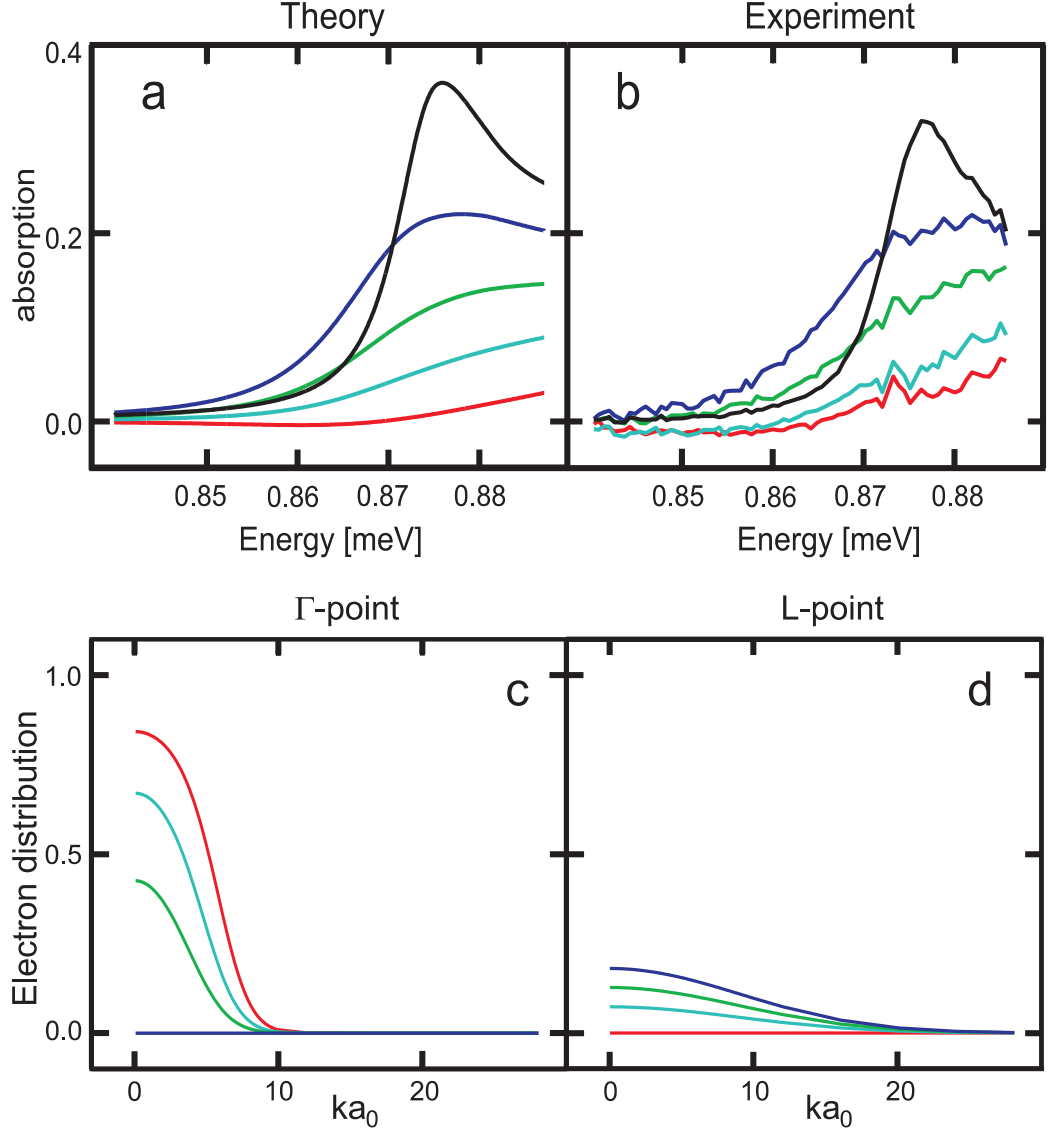 Theory
Experiment
0.4
a
b
absorption
0.2
0.0
0.85 0.86 0.87 0.88
0.85 0.86 0.87 0.88
Energy [meV]
Energy [meV]
Γ-point
L-point
1.0
c
d
Electron distribution
0.5
0.0
0 10 20
0 10 20
ka₀
ka₀